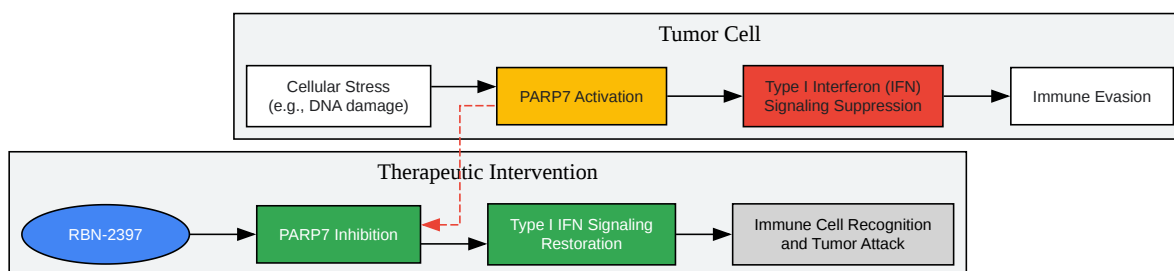 Tumor Cell
Cellular Stress
(e.g., DNA damage)
PARP7 Activation
Type I Interferon (IFN)
Signaling Suppression
Immune Evasion
Therapeutic Intervention
RBN-2397
PARP7 Inhibition
Type I IFN Signaling
Restoration
Immune Cell Recognition
and Tumor Attack